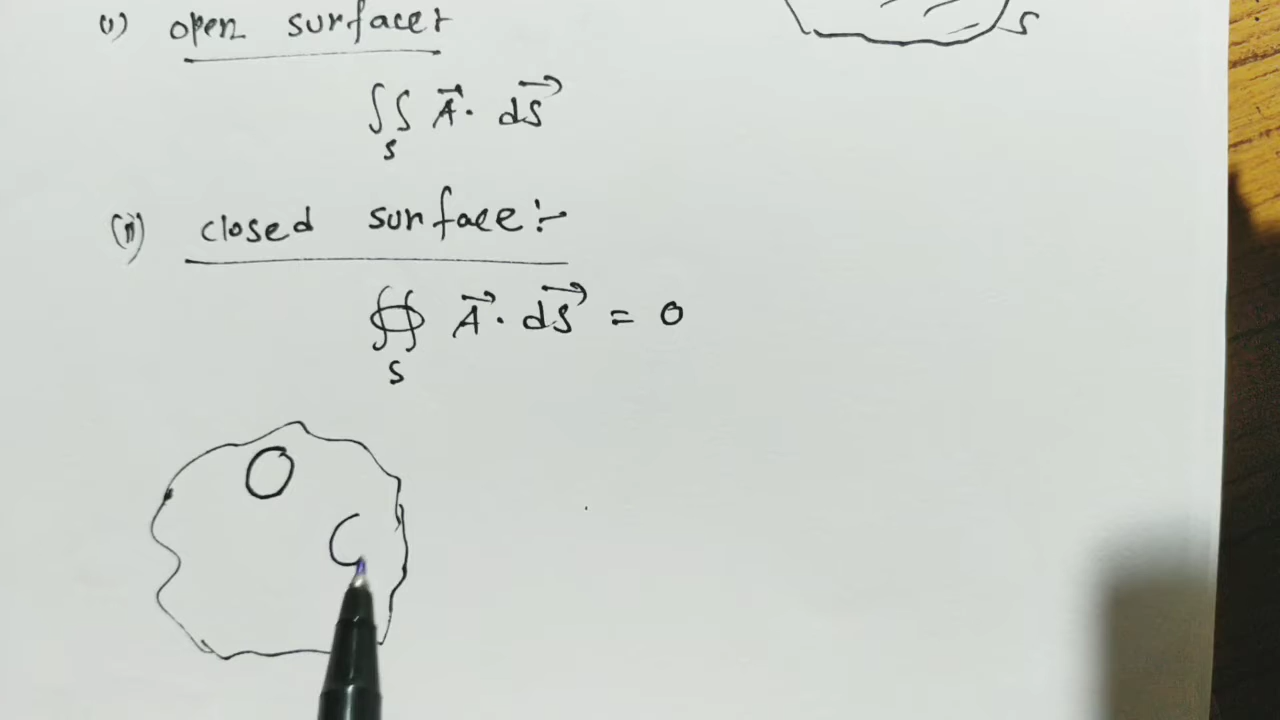 (i) open surface:
S
∬ A⃗ · dS⃗
S
(ii) closed surface:-
∯ A⃗ · dS⃗ = 0
S